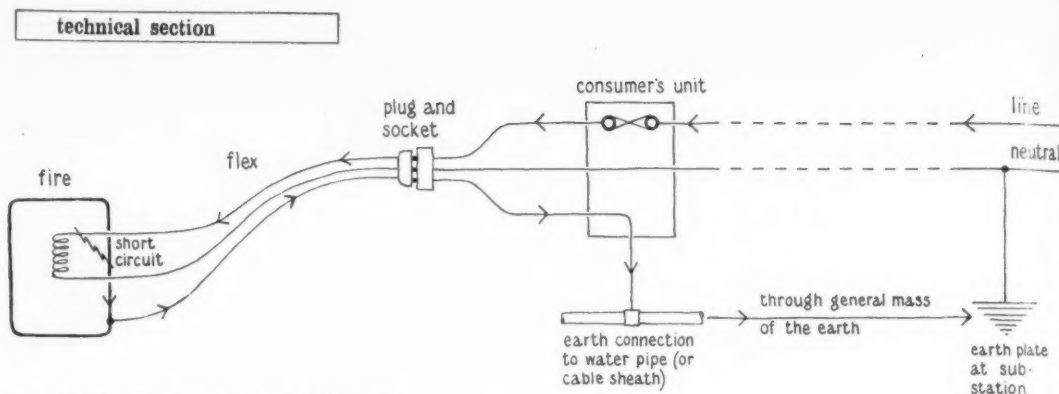 technical section
consumer's unit
plug and
socket
line
neutral
flex
fire
short
circuit
through general mass
of the earth
earth connection
to water pipe (or
cable sheath)
earth plate
at sub-
station